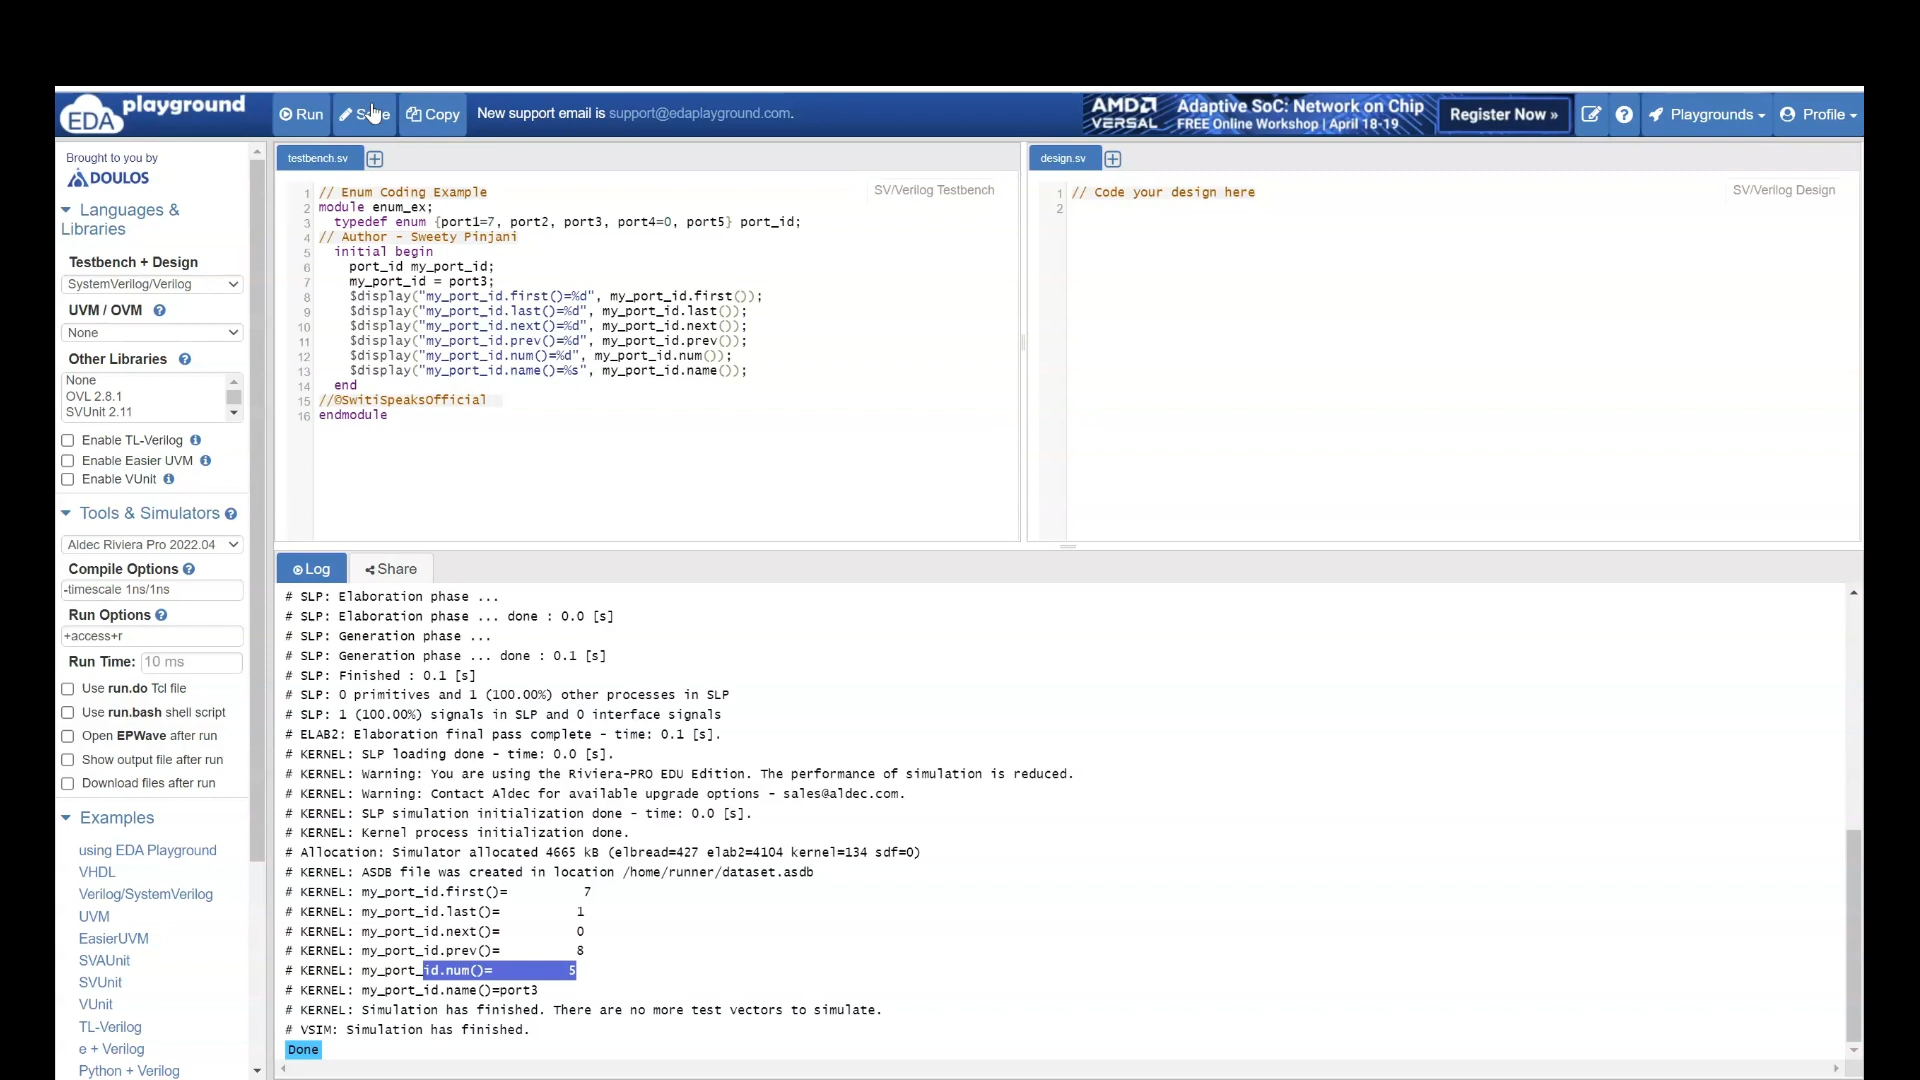 EDA playground
Run
Copy
New support email is support@edaplayground.com.
AMD VERSAL
Adaptive SoC: Network on Chip
FREE Online Workshop | April 18-19
Register Now »
Playgrounds
Profile
Brought to you by
DOULOS
Languages &
Libraries
Testbench + Design
SystemVerilog/Verilog
UVM / OVM
None
Other Libraries
None
OVL 2.8.1
SVUnit 2.11
Enable TL-Verilog
Enable Easier UVM
Enable VUnit
Tools & Simulators
Aldec Riviera Pro 2022.04
Compile Options
-timescale 1ns/1ns
Run Options
+access+r
Run Time: 10 ms
Use run.do Tcl file
Use run.bash shell script
Open EPWave after run
Show output file after run
Download files after run
Examples
using EDA Playground
VHDL
Verilog/SystemVerilog
UVM
EasierUVM
SVAUnit
SVUnit
VUnit
TL-Verilog
e + Verilog
Python + Verilog
testbench.sv
SV/Verilog Testbench
1 // Enum Coding Example
2 module enum_ex;
3 typedef enum {port1=7, port2, port3, port4=0, port5} port_id;
4 // Author - Sweety Pinjani
5 initial begin
6 port_id my_port_id;
7 my_port_id = port3;
8 $display("my_port_id.first()=%d", my_port_id.first());
9 $display("my_port_id.last()=%d", my_port_id.last());
10 $display("my_port_id.next()=%d", my_port_id.next());
11 $display("my_port_id.prev()=%d", my_port_id.prev());
12 $display("my_port_id.num()=%d", my_port_id.num());
13 $display("my_port_id.name()=%s", my_port_id.name());
14 end
15 //©SwitiSpeaksOfficial
16 endmodule
design.sv
SV/Verilog Design
1 // Code your design here
2
Log
Share
# SLP: Elaboration phase ...
# SLP: Elaboration phase ... done : 0.0 [s]
# SLP: Generation phase ...
# SLP: Generation phase ... done : 0.1 [s]
# SLP: Finished : 0.1 [s]
# SLP: 0 primitives and 1 (100.00%) other processes in SLP
# SLP: 1 (100.00%) signals in SLP and 0 interface signals
# ELAB2: Elaboration final pass complete - time: 0.1 [s].
# KERNEL: SLP loading done - time: 0.0 [s].
# KERNEL: Warning: You are using the Riviera-PRO EDU Edition. The performance of simulation is reduced.
# KERNEL: Warning: Contact Aldec for available upgrade options - sales@aldec.com.
# KERNEL: SLP simulation initialization done - time: 0.0 [s].
# KERNEL: Kernel process initialization done.
# Allocation: Simulator allocated 4665 kB (elbread=427 elab2=4104 kernel=134 sdf=0)
# KERNEL: ASDB file was created in location /home/runner/dataset.asdb
# KERNEL: my_port_id.first()= 7
# KERNEL: my_port_id.last()= 1
# KERNEL: my_port_id.next()= 0
# KERNEL: my_port_id.prev()= 8
# KERNEL: my_port_id.num()= 5
# KERNEL: my_port_id.name()=port3
# KERNEL: Simulation has finished. There are no more test vectors to simulate.
# VSIM: Simulation has finished.
Done